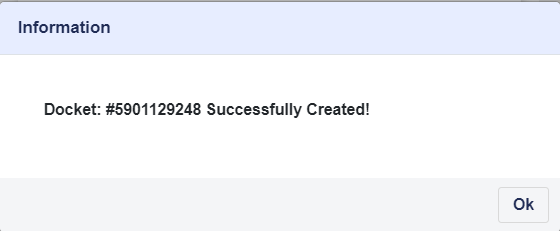 Information
Docket: #5901129248 Successfully Created!
Ok